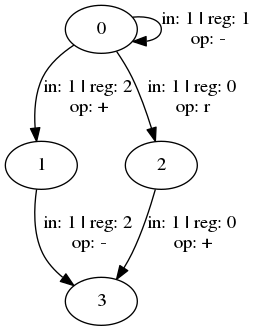 0
in: 1 | reg: 1
op: -
in: 1 | reg: 2
op: +
in: 1 | reg: 0
op: r
1
2
in: 1 | reg: 2
op: -
in: 1 | reg: 0
op: +
3